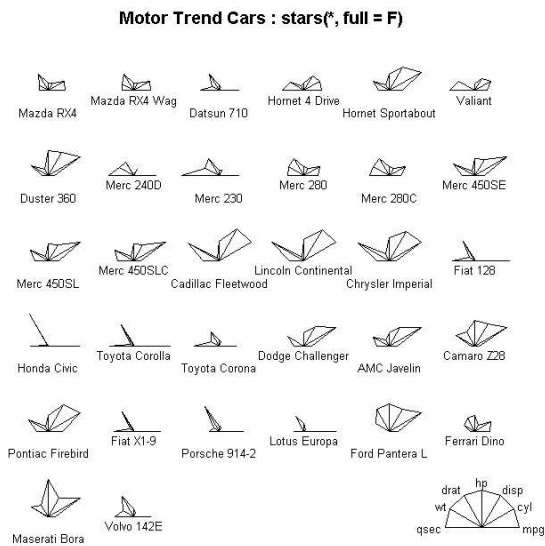 Motor Trend Cars : stars(*, full = F)
Mazda RX4
Mazda RX4 Wag
Datsun 710
Hornet 4 Drive
Hornet Sportabout
Valiant
Duster 360
Merc 240D
Merc 230
Merc 280
Merc 280C
Merc 450SE
Merc 450SL
Merc 450SLC
Cadillac Fleetwood
Lincoln Continental
Chrysler Imperial
Fiat 128
Honda Civic
Toyota Corolla
Toyota Corona
Dodge Challenger
AMC Javelin
Camaro Z28
Pontiac Firebird
Fiat X1-9
Porsche 914-2
Lotus Europa
Ford Pantera L
Ferrari Dino
Maserati Bora
Volvo 142E
hp
drat
disp
wt
cyl
qsec
mpg